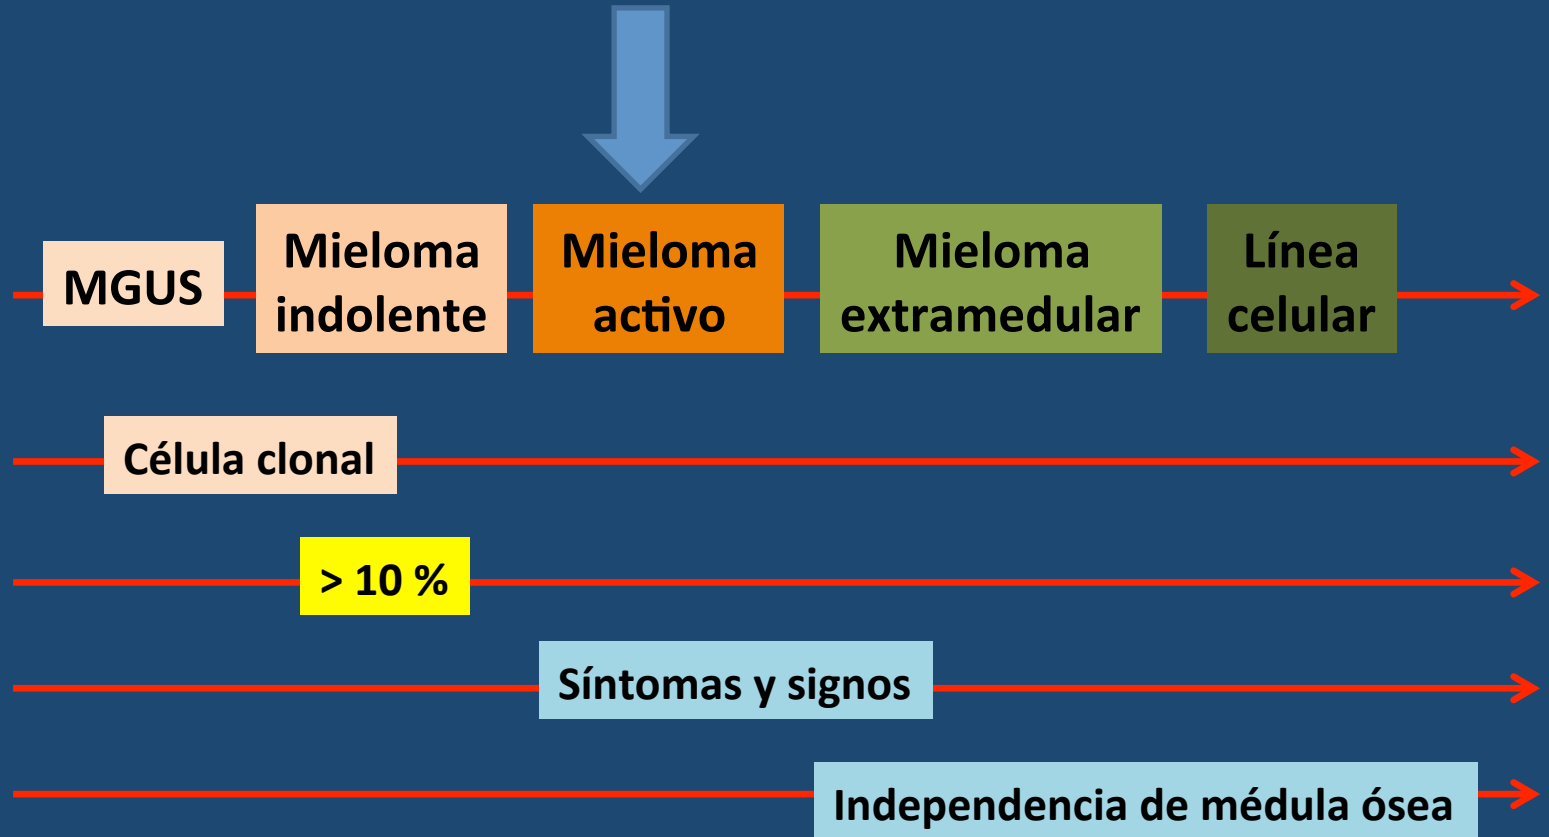 MGUS
Mieloma
indolente
Mieloma
activo
Mieloma
extramedular
Línea
celular
Célula clonal
> 10 %
Síntomas y signos
Independencia de médula ósea